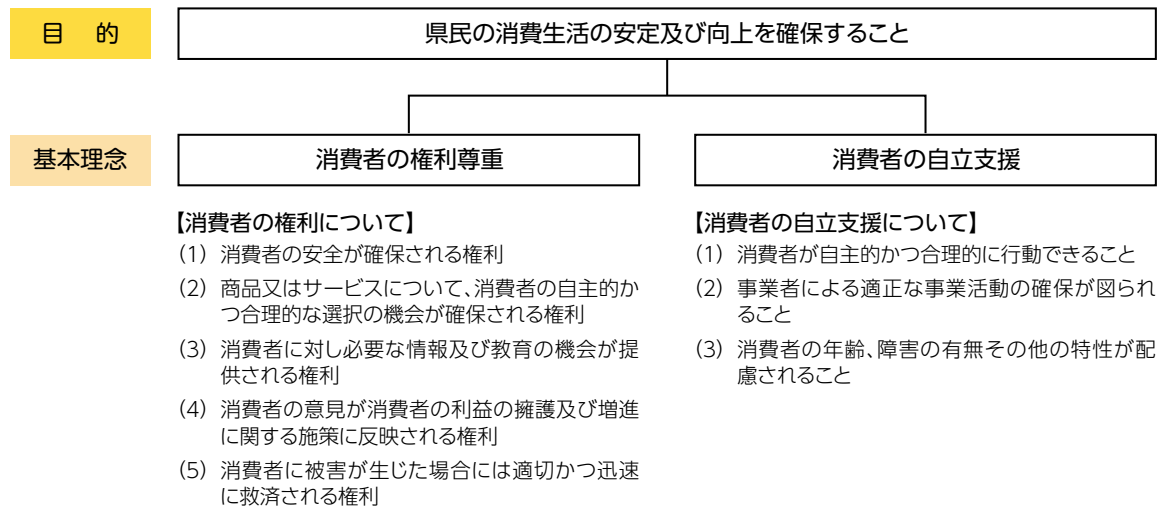 目　的
県民の消費生活の安定及び向上を確保すること
基本理念
消費者の権利尊重
消費者の自立支援
【消費者の権利について】
(1) 消費者の安全が確保される権利
(2) 商品又はサービスについて、消費者の自主的か
つ合理的な選択の機会が確保される権利
(3) 消費者に対し必要な情報及び教育の機会が提
供される権利
(4) 消費者の意見が消費者の利益の擁護及び増進
に関する施策に反映される権利
(5) 消費者に被害が生じた場合には適切かつ迅速
に救済される権利
【消費者の自立支援について】
(1) 消費者が自主的かつ合理的に行動できること
(2) 事業者による適正な事業活動の確保が図られ
ること
(3) 消費者の年齢、障害の有無その他の特性が配
慮されること